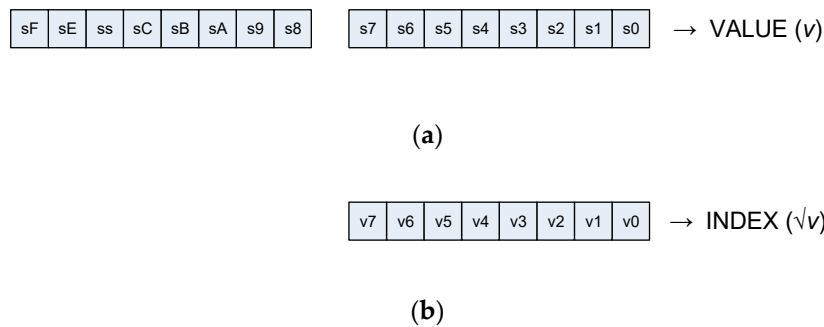 sF sE ss sC sB sA s9 s8 s7 s6 s5 s4 s3 s2 s1 s0 → VALUE (v)
(a)
v7 v6 v5 v4 v3 v2 v1 v0 → INDEX (√v)
(b)